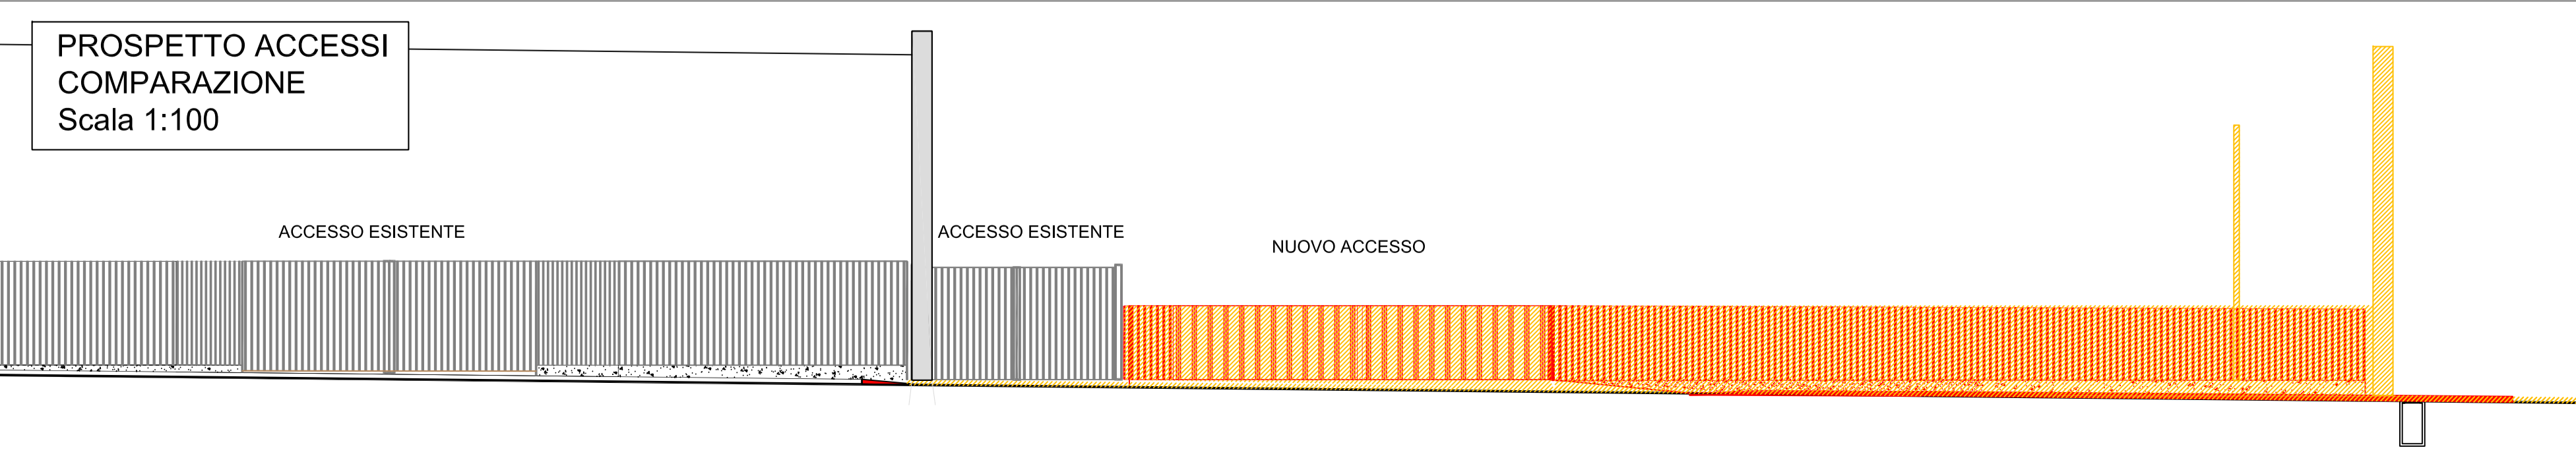 PROSPETTO ACCESSI
COMPARAZIONE
Scala 1:100
ACCESSO ESISTENTE
ACCESSO ESISTENTE
NUOVO ACCESSO